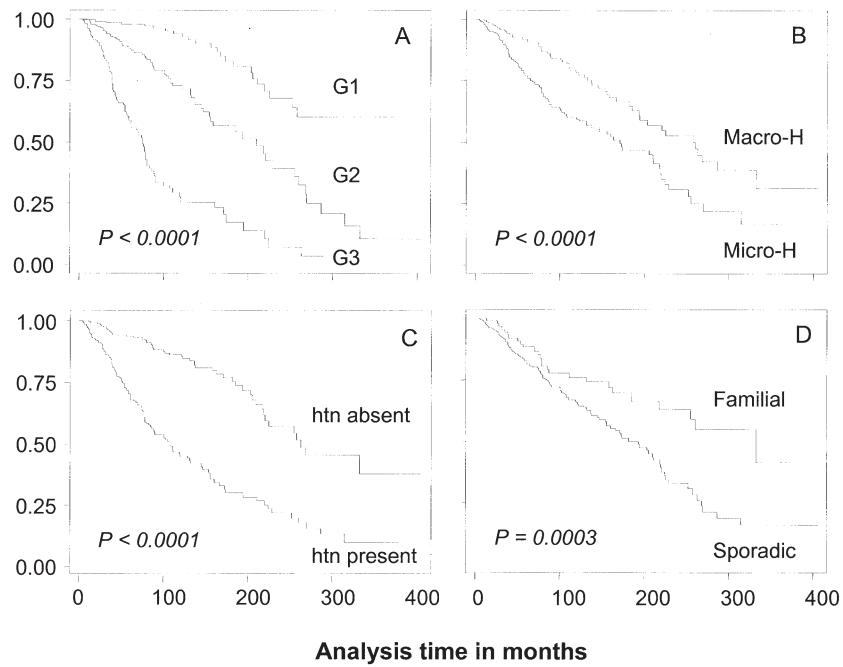 1.00
0.75
0.50
0.25
0.00
A
G1
G2
G3
P < 0.0001
B
Macro-H
Micro-H
P < 0.0001
1.00
0.75
0.50
0.25
0.00
C
htn absent
htn present
P < 0.0001
D
Familial
Sporadic
P = 0.0003
0 100 200 300 400
0 100 200 300 400
Analysis time in months